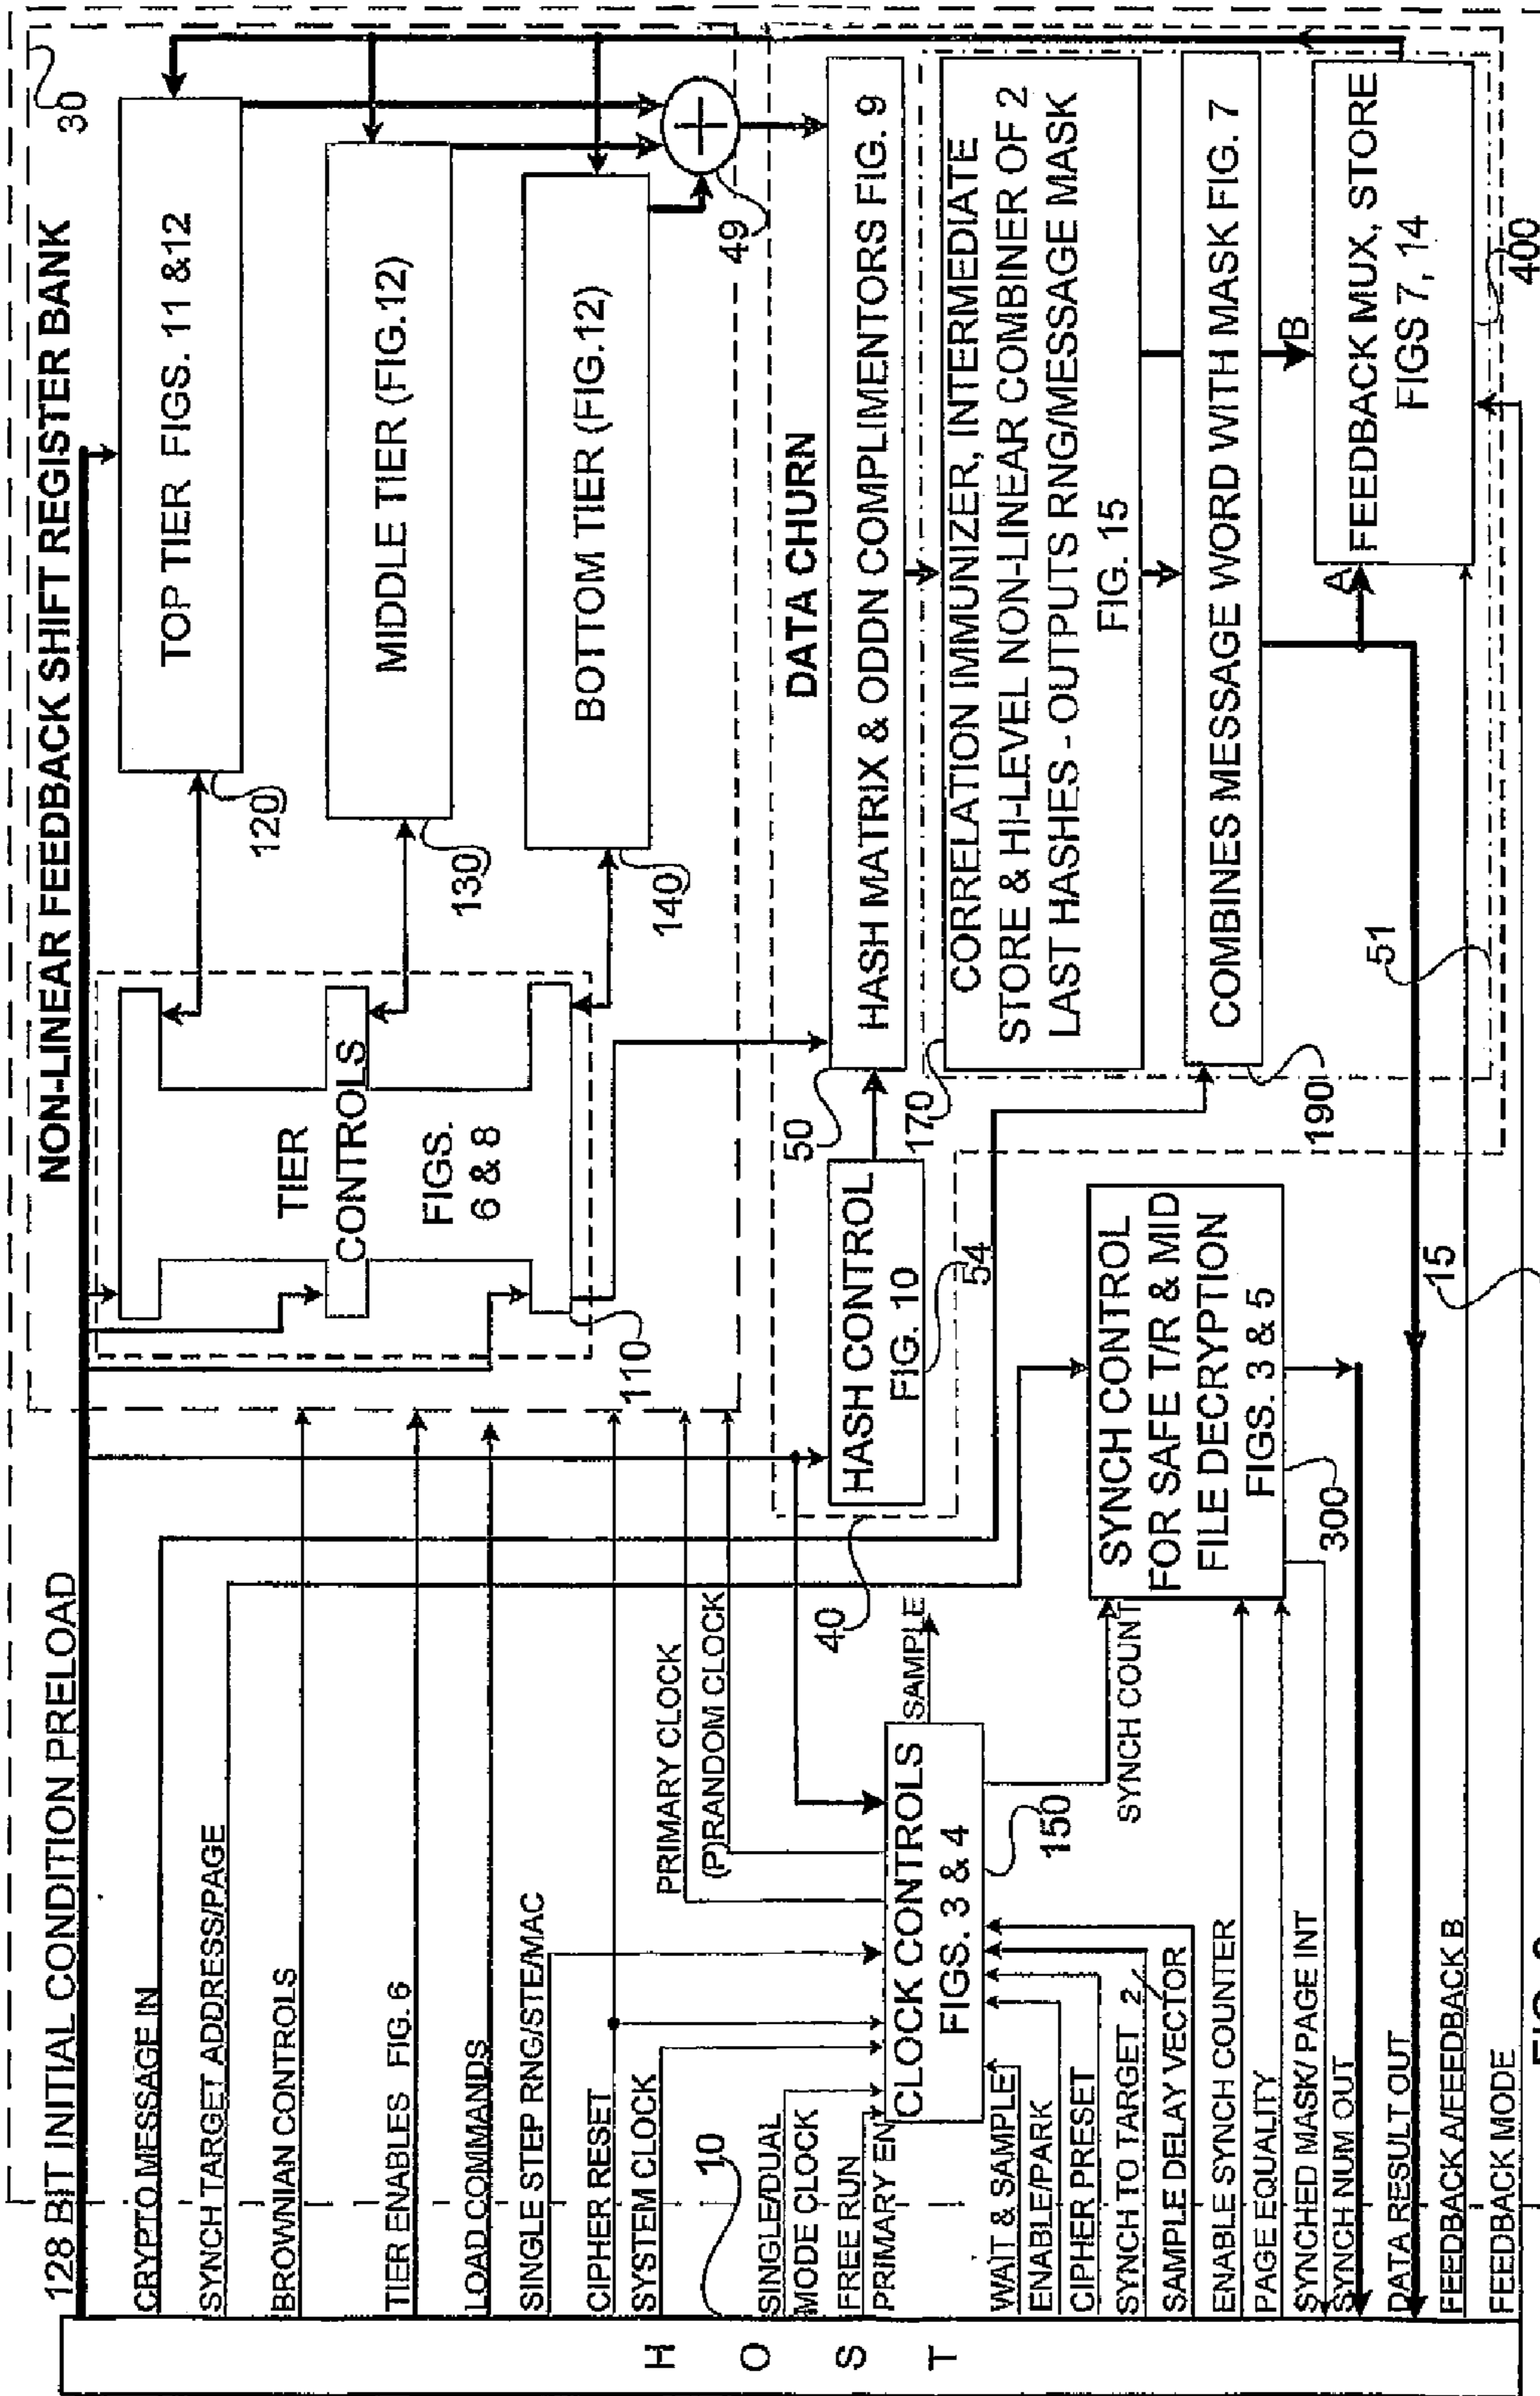 128 BIT INITIAL CONDITION PRELOAD
NON-LINEAR FEEDBACK SHIFT REGISTER BANK
30
CRYPTO MESSAGE IN
SYNCH TARGET ADDRESS/PAGE
BROWNIAN CONTROLS
TIER ENABLES FIG. 6
LOAD COMMANDS
SINGLE STEP RNG/STE/MAC
CIPHER RESET
SYSTEM CLOCK
10
SINGLE/DUAL
MODE CLOCK
FREE RUN
PRIMARY EN
WAIT & SAMPLE
ENABLE/PARK
CIPHER PRESET
SYNCH TO TARGET
2
SAMPLE DELAY VECTOR
ENABLE SYNCH COUNTER
PAGE EQUALITY
SYNCHED MASK/ PAGE INT
SYNCH NUM OUT
DATA RESULT OUT
FEEDBACK A/FEEDBACK B
FEEDBACK MODE
HOST
TIER
CONTROLS
FIGS.
6 & 8
110
TOP TIER FIGS. 11 &12
120
MIDDLE TIER (FIG.12)
130
BOTTOM TIER (FIG.12)
140
+
49
PRIMARY CLOCK
(P)RANDOM CLOCK
CLOCK CONTROLS
FIGS. 3 & 4
150
SAMPLE
SYNCH COUNT
40
DATA CHURN
HASH CONTROL
FIG. 10
54
50
HASH MATRIX & ODDN COMPLIMENTORS FIG. 9
170
CORRELATION IMMUNIZER, INTERMEDIATE
STORE & HI-LEVEL NON-LINEAR COMBINER OF 2
LAST HASHES - OUTPUTS RNG/MESSAGE MASK
FIG. 15
SYNCH CONTROL
FOR SAFE T/R & MID
FILE DECRYPTION
FIGS. 3 & 5
300
190
COMBINES MESSAGE WORD WITH MASK FIG. 7
A
B
FEEDBACK MUX, STORE
FIGS 7, 14
400
51
15